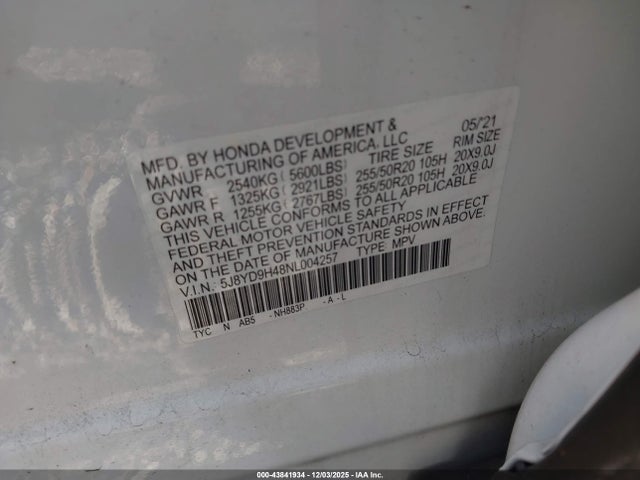 MFD. BY HONDA DEVELOPMENT &
MANUFACTURING OF AMERICA, LLC 05/'21
GVWR 2540KG ( 5600LBS) TIRE SIZE RIM SIZE
GAWR F 1325KG ( 2921LBS) 255/50R20 105H 20X9.0J
GAWR R 1255KG ( 2767LBS) 255/50R20 105H 20X9.0J
THIS VEHICLE CONFORMS TO ALL APPLICABLE
FEDERAL MOTOR VEHICLE SAFETY
AND THEFT PREVENTION STANDARDS IN EFFECT
ON THE DATE OF MANUFACTURE SHOWN ABOVE.
V.I.N.: 5J8YD9H48NL004257 TYPE: MPV
TYC N AB5 - NH883P - A - L
00-43841934 - 12/03/2025 - IAA Inc.